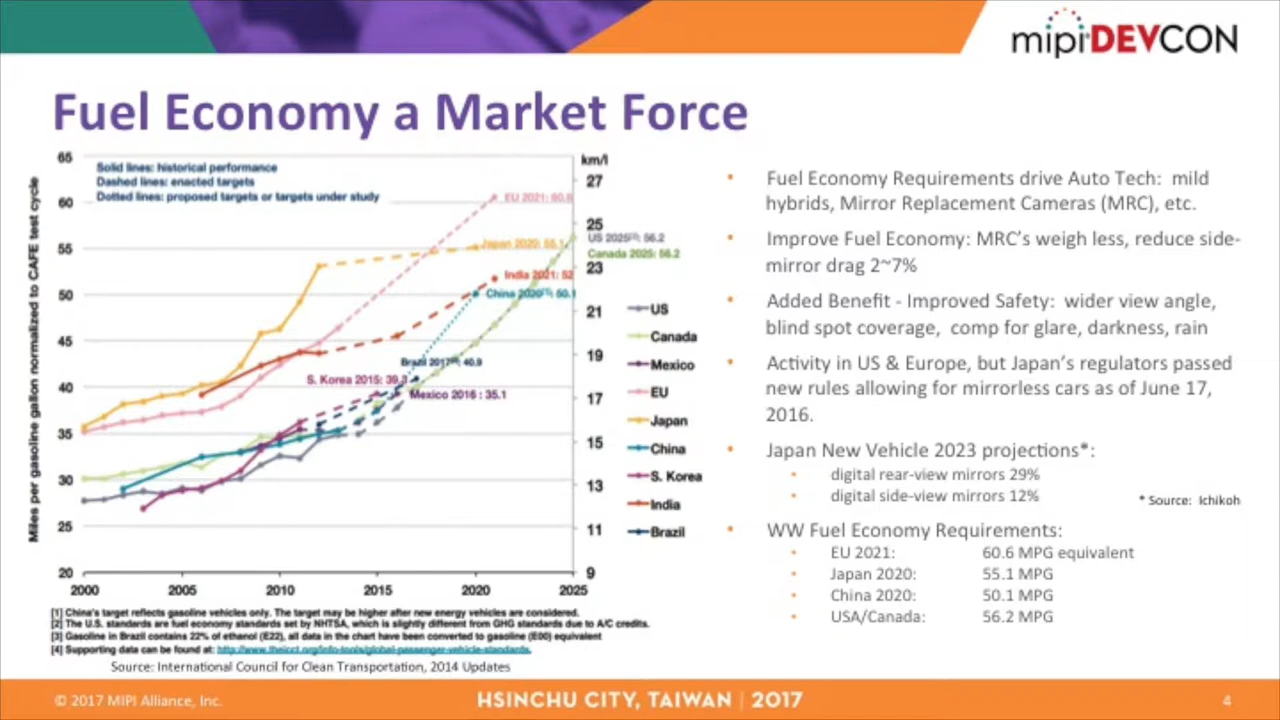 mipi DEVCON
Fuel Economy a Market Force
Miles per gasoline gallon normalized to CAFE test cycle
65
60
55
50
45
40
35
30
25
20
Solid lines: historical performance
Dashed lines: enacted targets
Dotted lines: proposed targets or targets under study
km/l
27
25
23
21
19
17
15
13
11
9
EU 2021: 60.6
Japan 2020: 55.1
US 2025[2]: 56.2
Canada 2025: 56.2
India 2021: 52
China 2020[1]: 50.1
Brazil 2017[3]: 40.9
S. Korea 2015: 39.3
Mexico 2016 : 35.1
US
Canada
Mexico
EU
Japan
China
S. Korea
India
Brazil
2000
2005
2010
2015
2020
2025
[1] China's target reflects gasoline vehicles only. The target may be higher after new energy vehicles are considered.
[2] The U.S. standards are fuel economy standards set by NHTSA, which is slightly different from GHG standards due to A/C credits.
[3] Gasoline in Brazil contains 22% of ethanol (E22), all data in the chart have been converted to gasoline (E00) equivalent
[4] Supporting data can be found at: http://www.theicct.org/info-tools/global-passenger-vehicle-standards.
Source: International Council for Clean Transportation, 2014 Updates
• Fuel Economy Requirements drive Auto Tech: mild
hybrids, Mirror Replacement Cameras (MRC), etc.
• Improve Fuel Economy: MRC's weigh less, reduce side-
mirror drag 2~7%
• Added Benefit - Improved Safety: wider view angle,
blind spot coverage, comp for glare, darkness, rain
• Activity in US & Europe, but Japan's regulators passed
new rules allowing for mirrorless cars as of June 17,
2016.
• Japan New Vehicle 2023 projections*:
• digital rear-view mirrors 29%
• digital side-view mirrors 12%
* Source: Ichikoh
• WW Fuel Economy Requirements:
• EU 2021: 60.6 MPG equivalent
• Japan 2020: 55.1 MPG
• China 2020: 50.1 MPG
• USA/Canada: 56.2 MPG
© 2017 MIPI Alliance, Inc.
HSINCHU CITY, TAIWAN | 2017
4